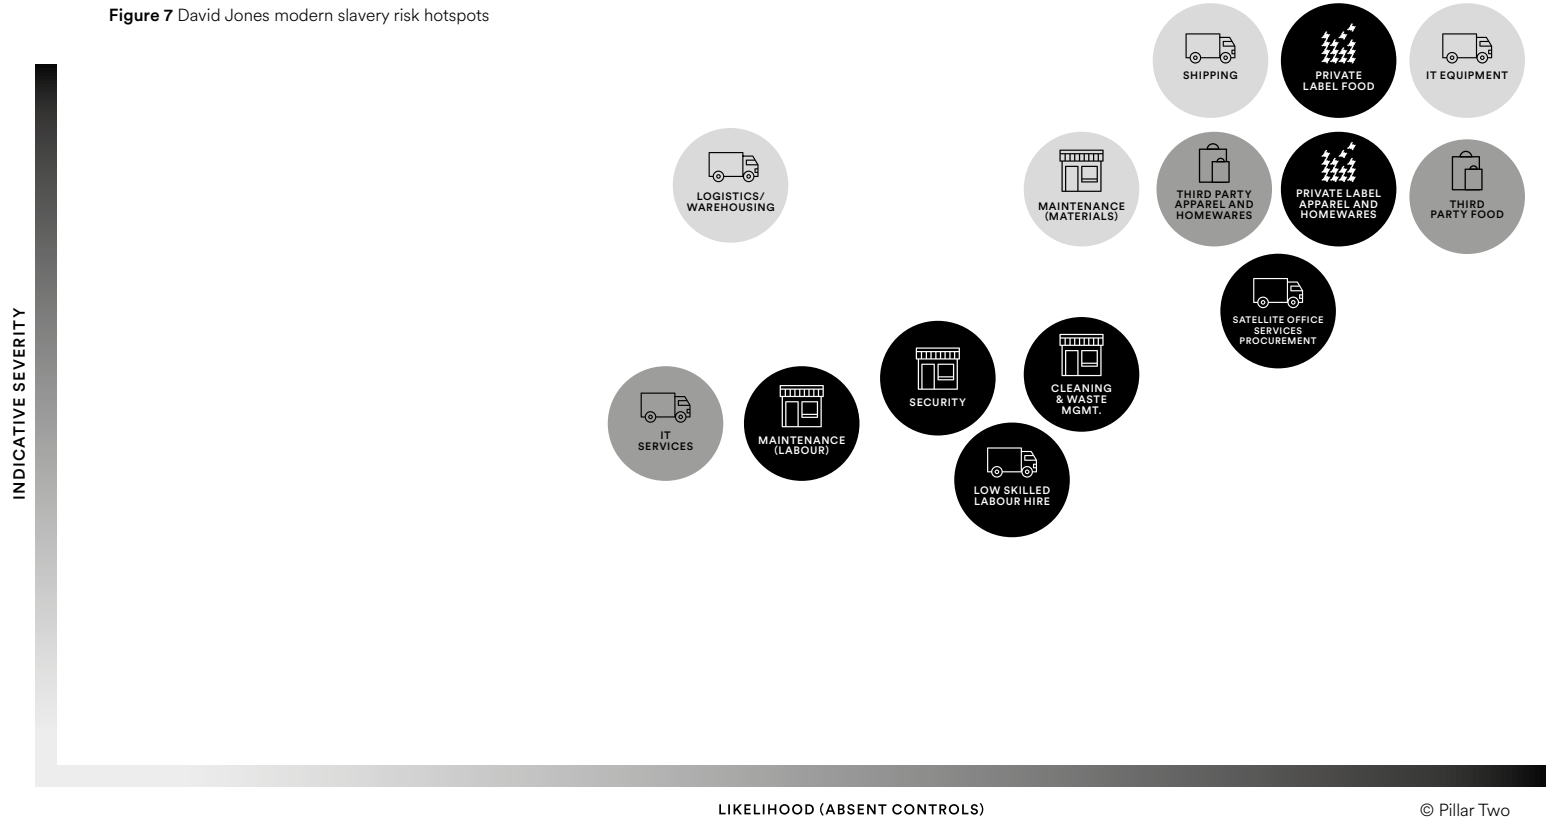 Figure 7 David Jones modern slavery risk hotspots
SHIPPING
PRIVATE
LABEL FOOD
IT EQUIPMENT
LOGISTICS/
WAREHOUSING
MAINTENANCE
(MATERIALS)
THIRD PARTY
APPAREL AND
HOMEWARES
PRIVATE LABEL
APPAREL AND
HOMEWARES
THIRD
PARTY FOOD
SATELLITE OFFICE
SERVICES
PROCUREMENT
INDICATIVE SEVERITY
IT
SERVICES
MAINTENANCE
(LABOUR)
SECURITY
CLEANING
& WASTE
MGMT.
LOW SKILLED
LABOUR HIRE
LIKELIHOOD (ABSENT CONTROLS)
© Pillar Two